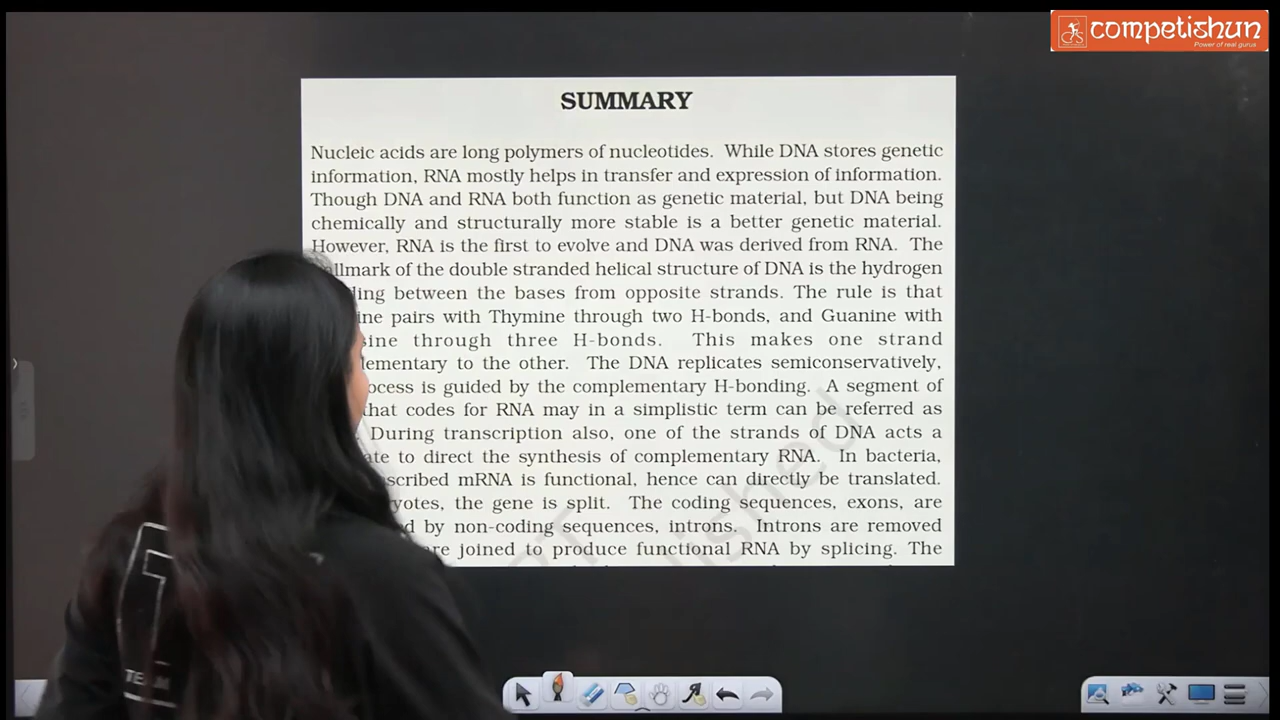 competishun
Power of real gurus
SUMMARY
Nucleic acids are long polymers of nucleotides. While DNA stores genetic
information, RNA mostly helps in transfer and expression of information.
Though DNA and RNA both function as genetic material, but DNA being
chemically and structurally more stable is a better genetic material.
However, RNA is the first to evolve and DNA was derived from RNA. The
allmark of the double stranded helical structure of DNA is the hydrogen
ding between the bases from opposite strands. The rule is that
ine pairs with Thymine through two H-bonds, and Guanine with
sine through three H-bonds. This makes one strand
lementary to the other. The DNA replicates semiconservatively,
ocess is guided by the complementary H-bonding. A segment of
that codes for RNA may in a simplistic term can be referred as
During transcription also, one of the strands of DNA acts a
ate to direct the synthesis of complementary RNA. In bacteria,
scribed mRNA is functional, hence can directly be translated.
yotes, the gene is split. The coding sequences, exons, are
d by non-coding sequences, introns. Introns are removed
re joined to produce functional RNA by splicing. The
TEAM